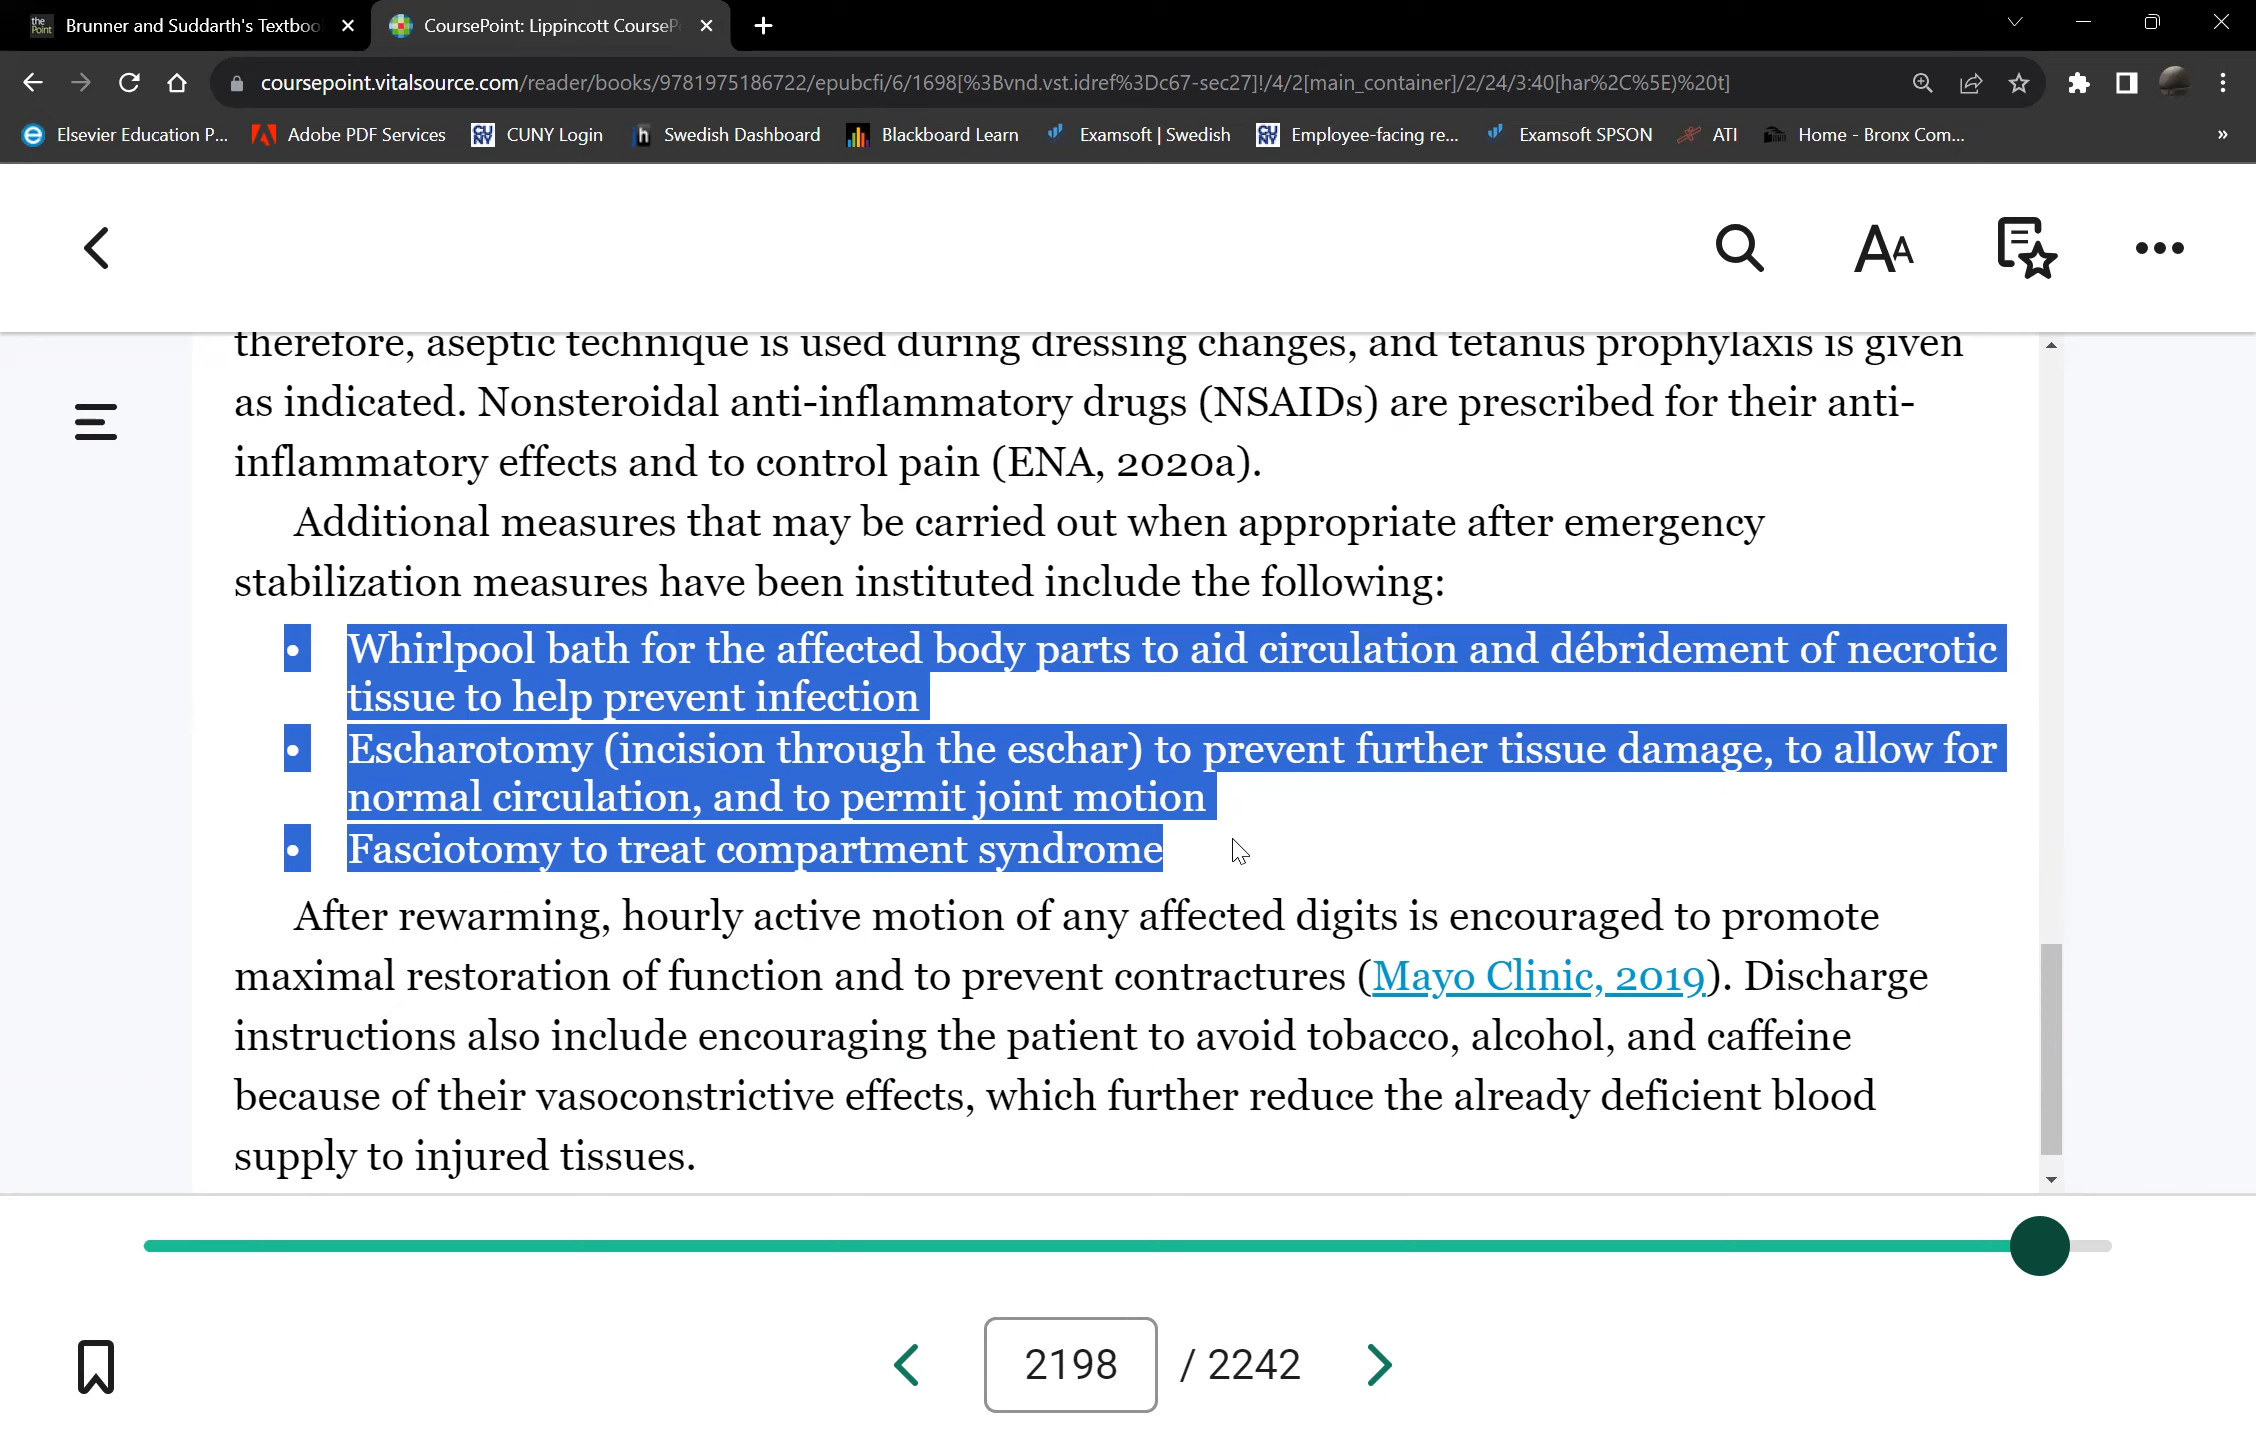 the Point Brunner and Suddarth's Textboo
CoursePoint: Lippincott CourseP
coursepoint.vitalsource.com/reader/books/9781975186722/epubcfi/6/1698[%3Bvnd.vst.idref%3Dc67-sec27]!/4/2[main_container]/2/24/3:40[har%2C%5E)%20t]
Elsevier Education P...
Adobe PDF Services
CUNY CUNY Login
h Swedish Dashboard
Blackboard Learn
Examsoft | Swedish
CUNY Employee-facing re...
Examsoft SPSON
ATI
Home - Bronx Com...
»
AA
therefore, aseptic technique is used during dressing changes, and tetanus prophylaxis is given
as indicated. Nonsteroidal anti-inflammatory drugs (NSAIDs) are prescribed for their anti-
inflammatory effects and to control pain (ENA, 2020a).
Additional measures that may be carried out when appropriate after emergency
stabilization measures have been instituted include the following:
• Whirlpool bath for the affected body parts to aid circulation and débridement of necrotic
tissue to help prevent infection
• Escharotomy (incision through the eschar) to prevent further tissue damage, to allow for
normal circulation, and to permit joint motion
• Fasciotomy to treat compartment syndrome
After rewarming, hourly active motion of any affected digits is encouraged to promote
maximal restoration of function and to prevent contractures (Mayo Clinic, 2019). Discharge
instructions also include encouraging the patient to avoid tobacco, alcohol, and caffeine
because of their vasoconstrictive effects, which further reduce the already deficient blood
supply to injured tissues.
2198 / 2242